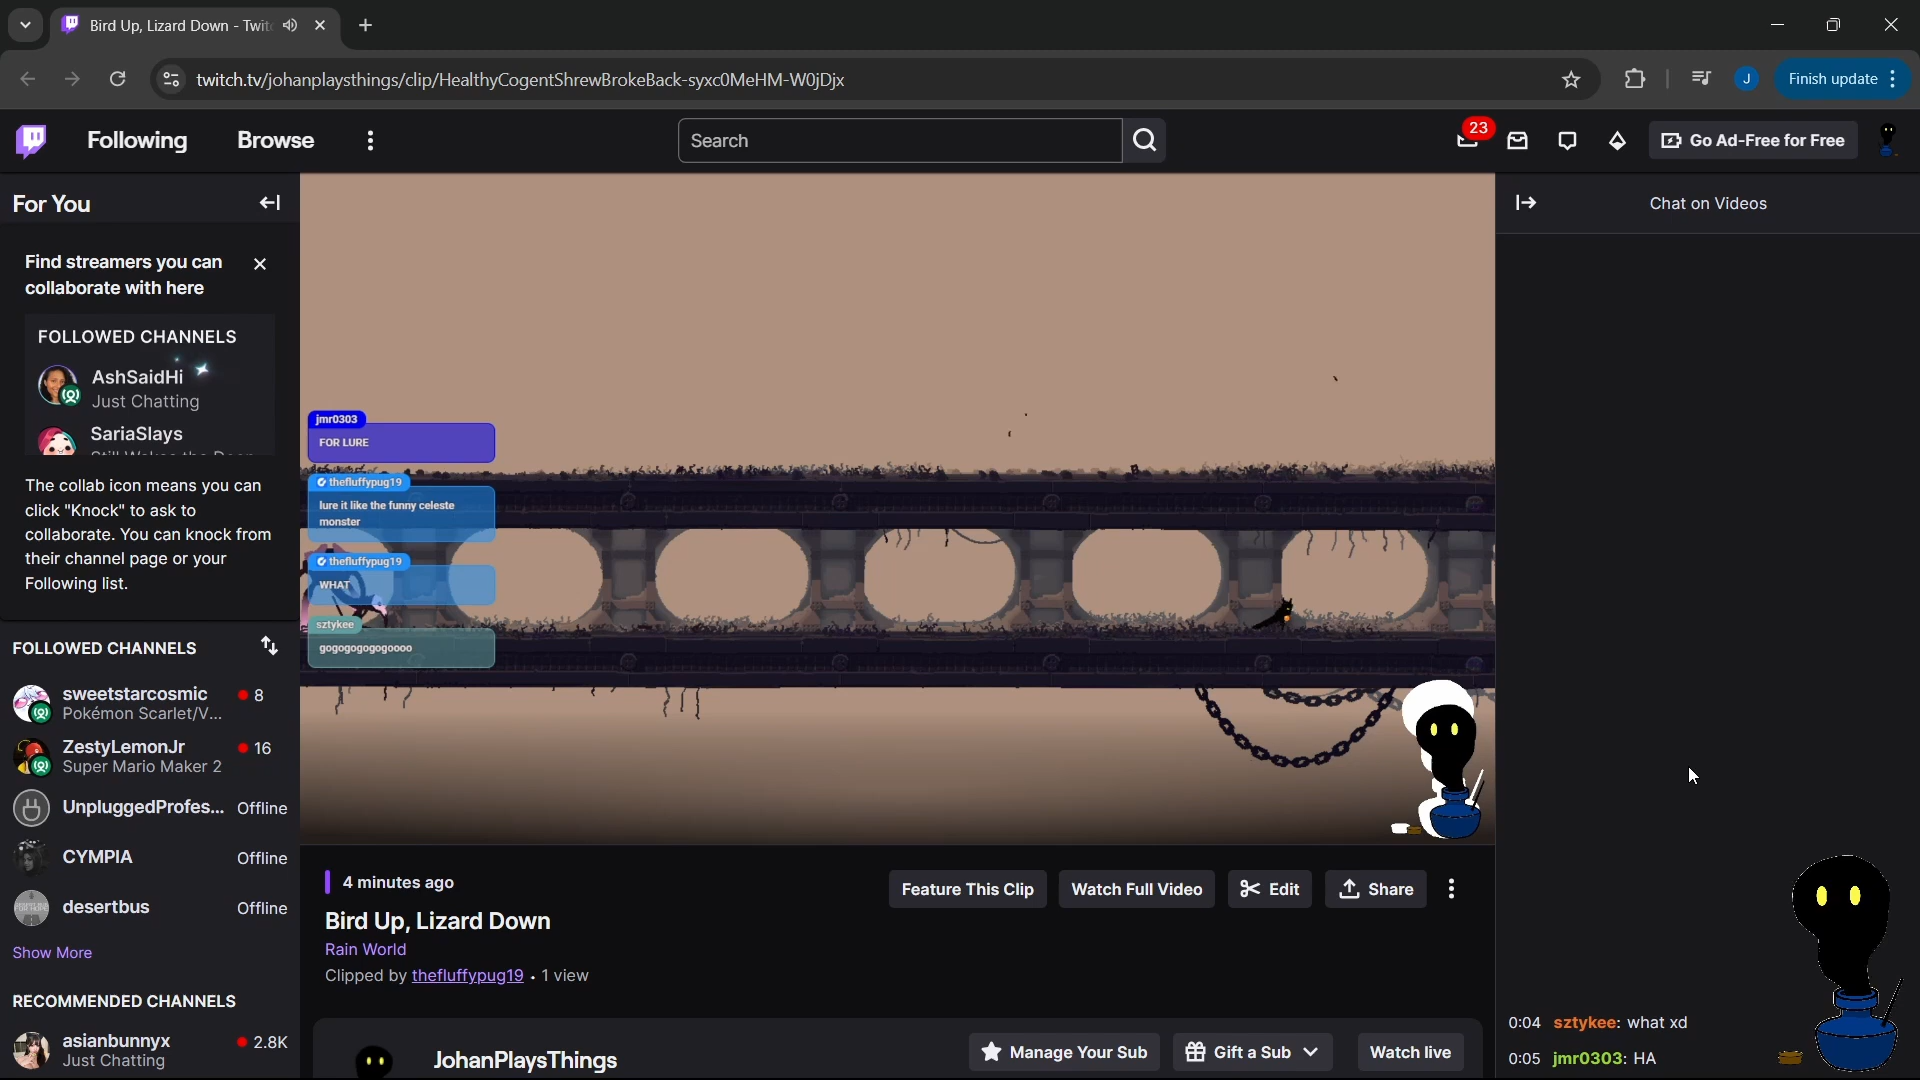 Bird Up, Lizard Down - Twit
twitch.tv/johanplaysthings/clip/HealthyCogentShrewBrokeBack-syxc0MeHM-W0jDjx
J
Finish update
Following
Browse
Search
23
Go Ad-Free for Free
For You
Chat on Videos
Find streamers you can
collaborate with here
FOLLOWED CHANNELS
AshSaidHi
Just Chatting
SariaSlays
The collab icon means you can
click "Knock" to ask to
collaborate. You can knock from
their channel page or your
Following list.
FOLLOWED CHANNELS
sweetstarcosmic
8
Pokémon Scarlet/V...
ZestyLemonJr
16
Super Mario Maker 2
UnpluggedProfes...
Offline
CYMPIA
Offline
desertbus
Offline
Show More
RECOMMENDED CHANNELS
asianbunnyx
2.8K
Just Chatting
jmr0303
FOR LURE
thefluffypug19
lure it like the funny celeste
monster
thefluffypug19
WHAT
sztykee
gogogogogogoooo
4 minutes ago
Feature This Clip
Watch Full Video
Edit
Share
Bird Up, Lizard Down
Rain World
Clipped by thefluffypug19 • 1 view
JohanPlaysThings
Manage Your Sub
Gift a Sub
Watch live
0:04 sztykee: what xd
0:05 jmr0303: HA